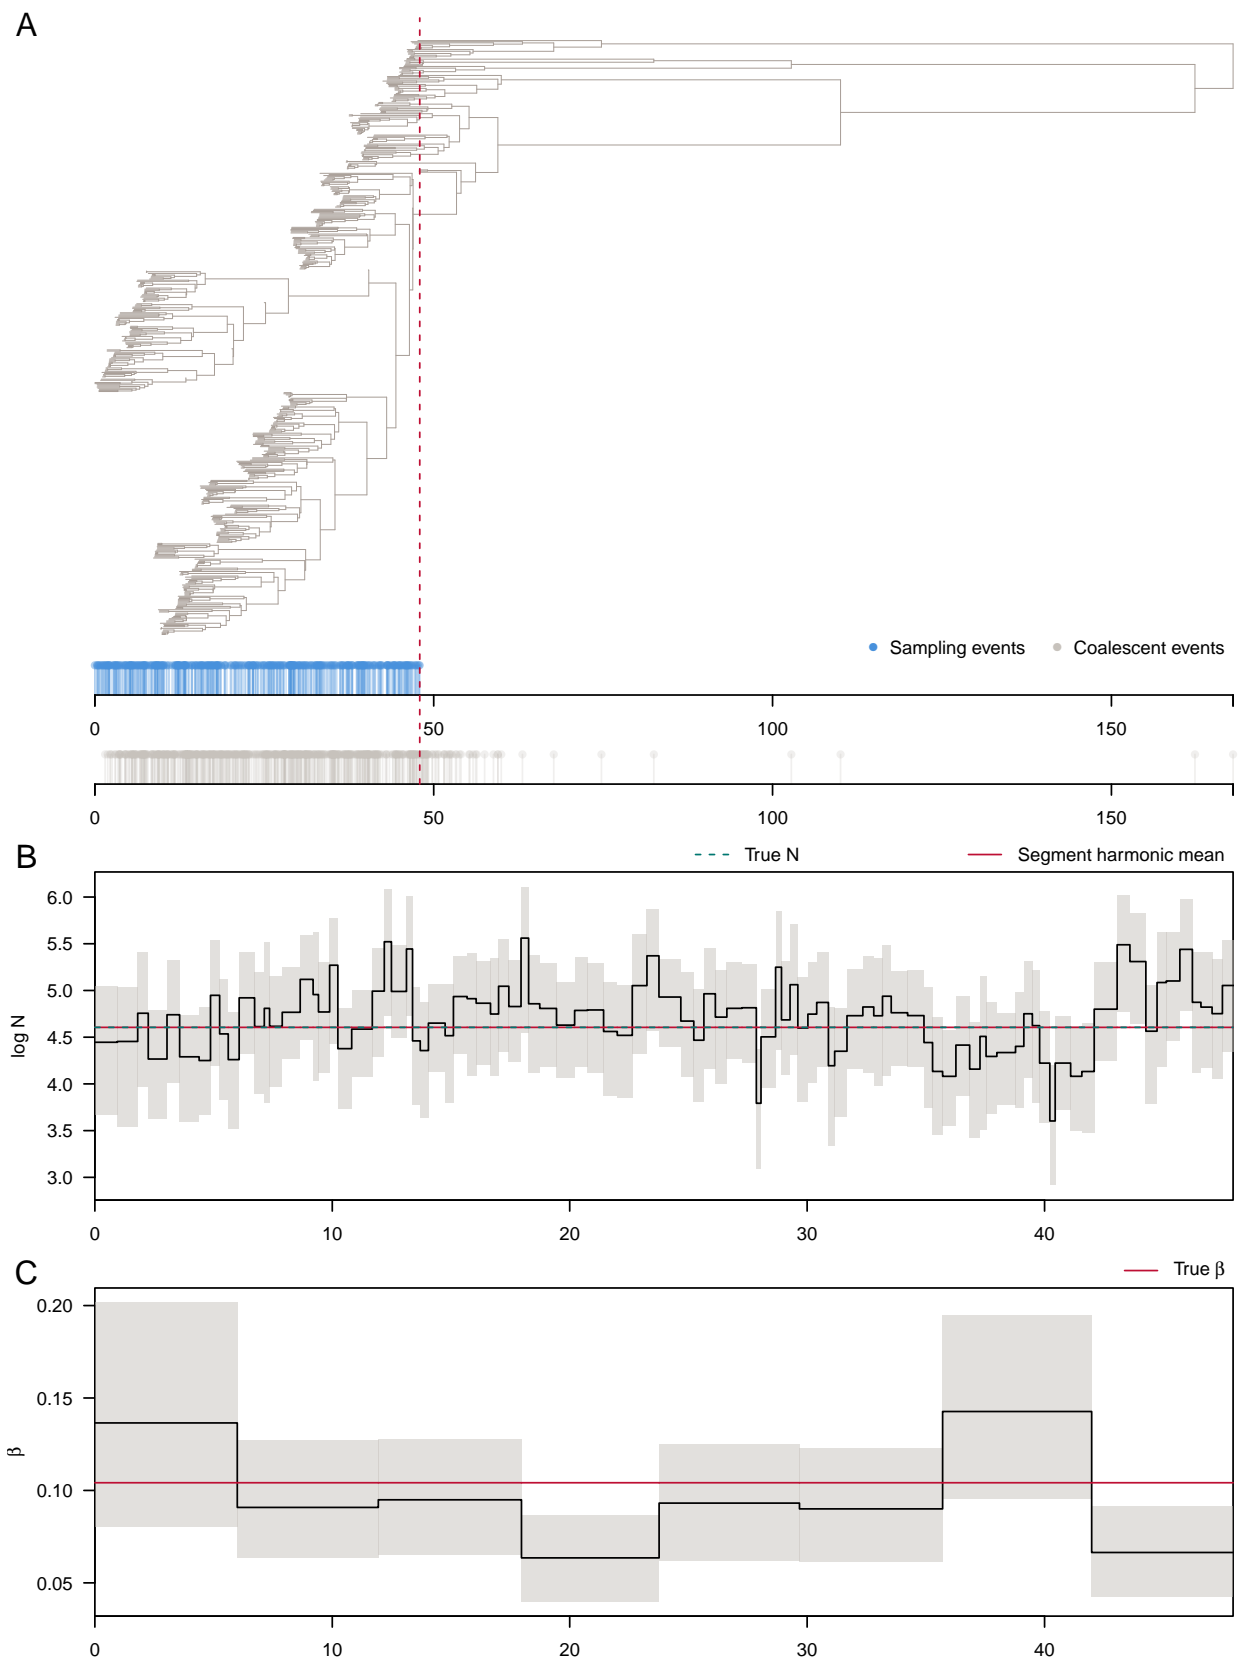 A
Sampling events Coalescent events
0 50 100 150
0 50 100 150
B
True N Segment harmonic mean
6.0
5.5
5.0
4.5
4.0
3.5
3.0
log N
0 10 20 30 40
C
True β
0.20
0.15
0.10
0.05
β
0 10 20 30 40